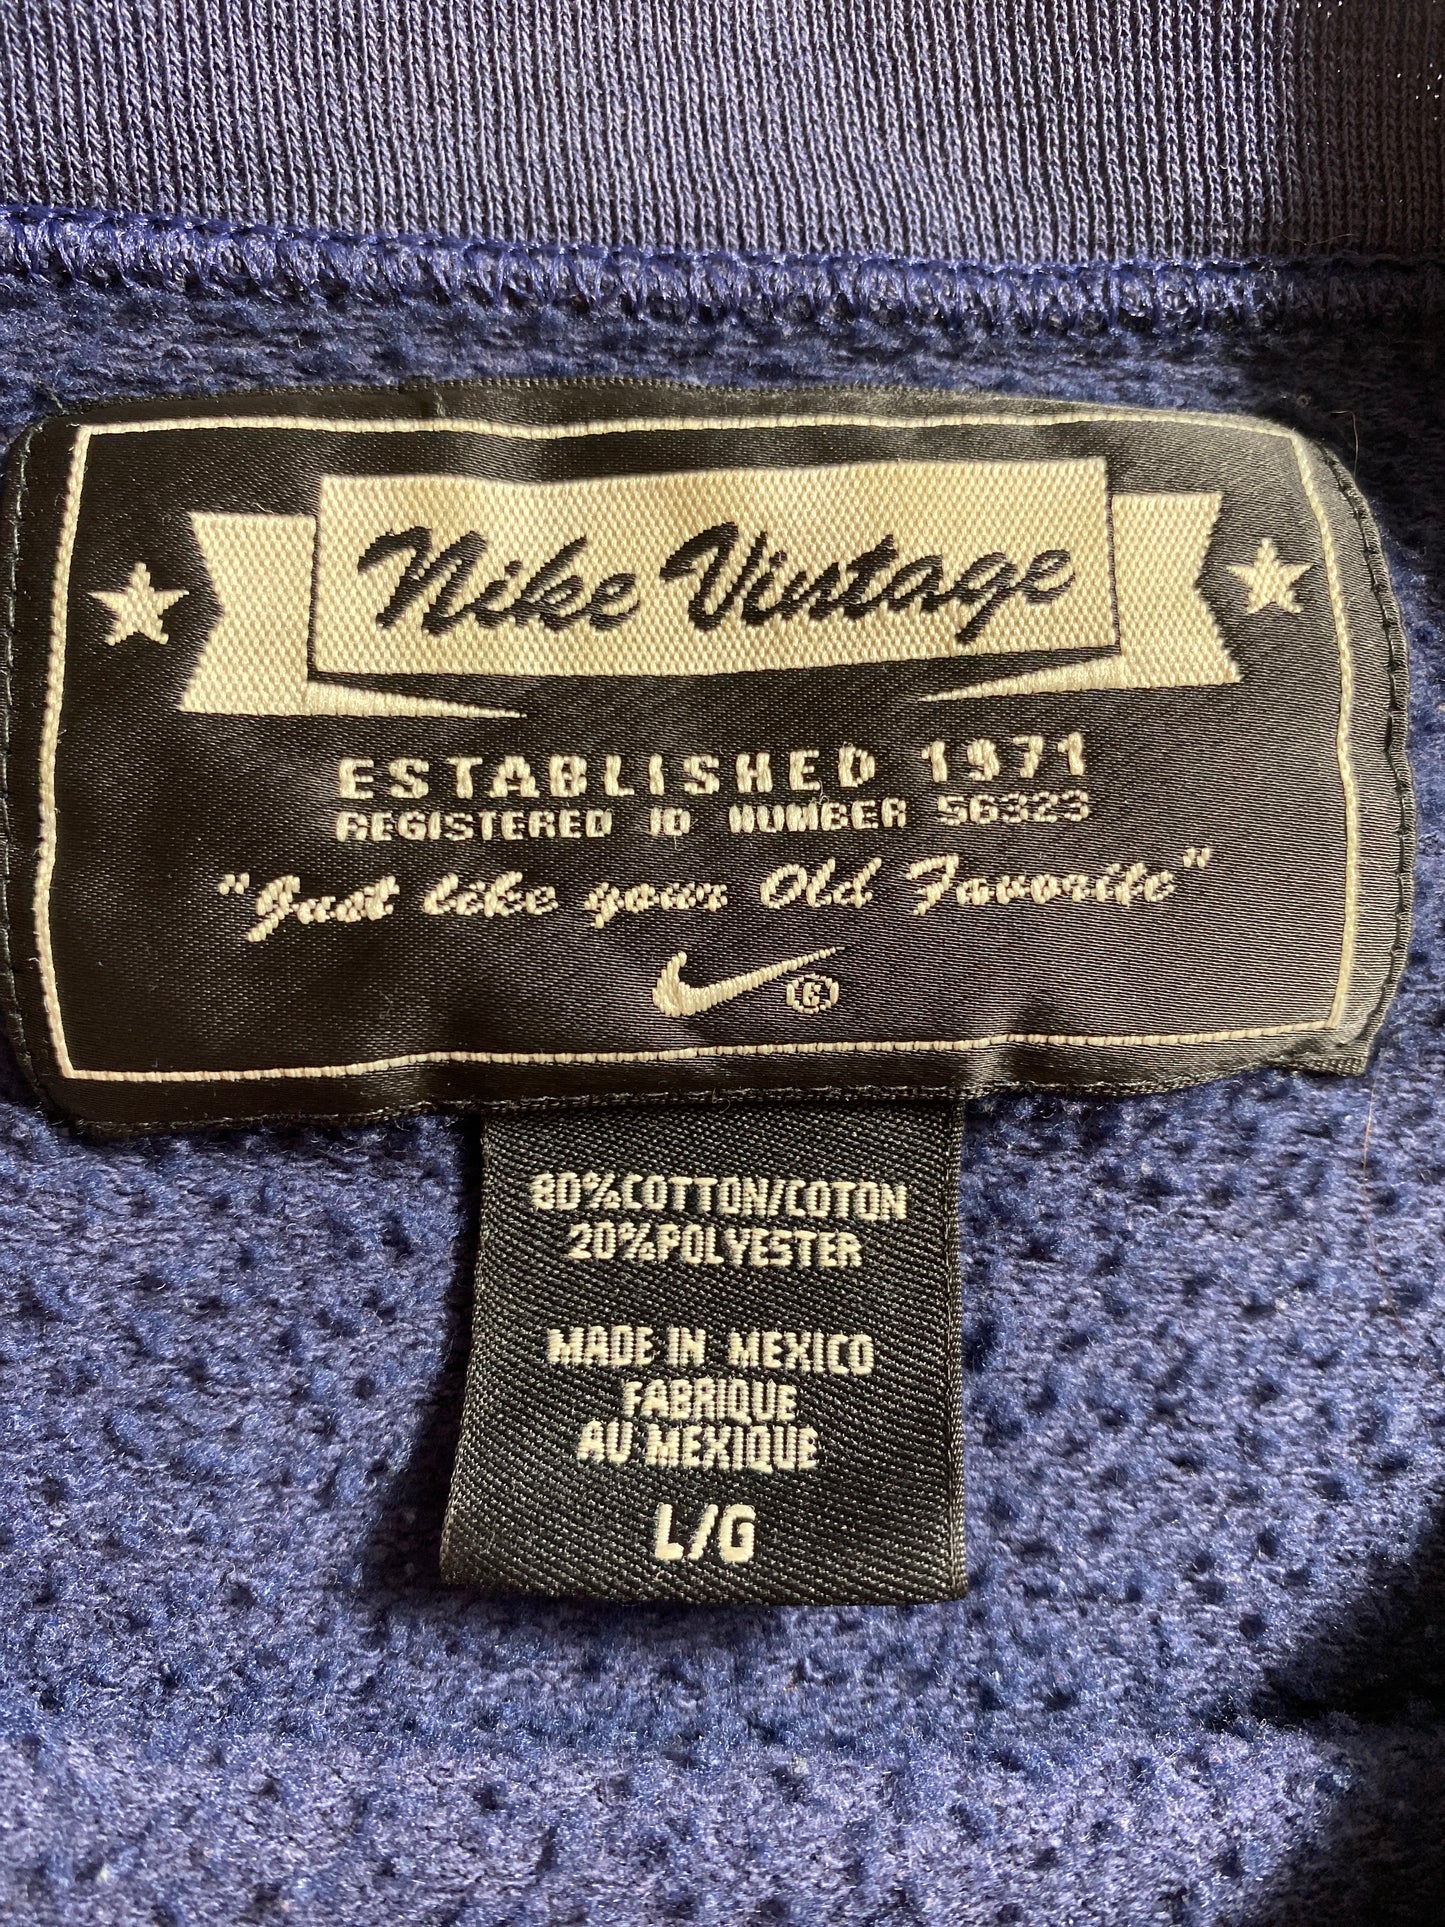 Nike Vintage
ESTABLISHED 1971
REGISTERED ID NUMBER 56323
"Just like your Old Favorite"
80%COTTON/COTON
20%POLYESTER
MADE IN MEXICO
FABRIQUE
AU MEXIQUE
L/G